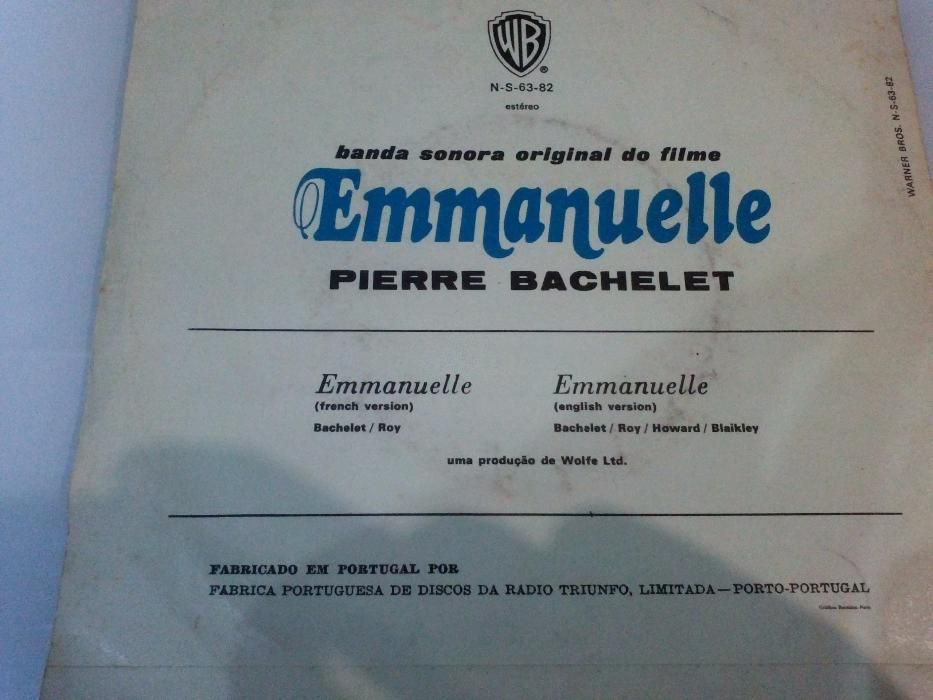 WB
®
N-S-63-82
estéreo
WARNER BROS. N-S-63-82
banda sonora original do filme
Emmanuelle
PIERRE BACHELET
Emmanuelle
(french version)
Bachelet / Roy
Emmanuelle
(english version)
Bachelet / Roy / Howard / Blaikley
uma produção de Wolfe Ltd.
FABRICADO EM PORTUGAL POR
FABRICA PORTUGUESA DE DISCOS DA RADIO TRIUNFO, LIMITADA — PORTO-PORTUGAL